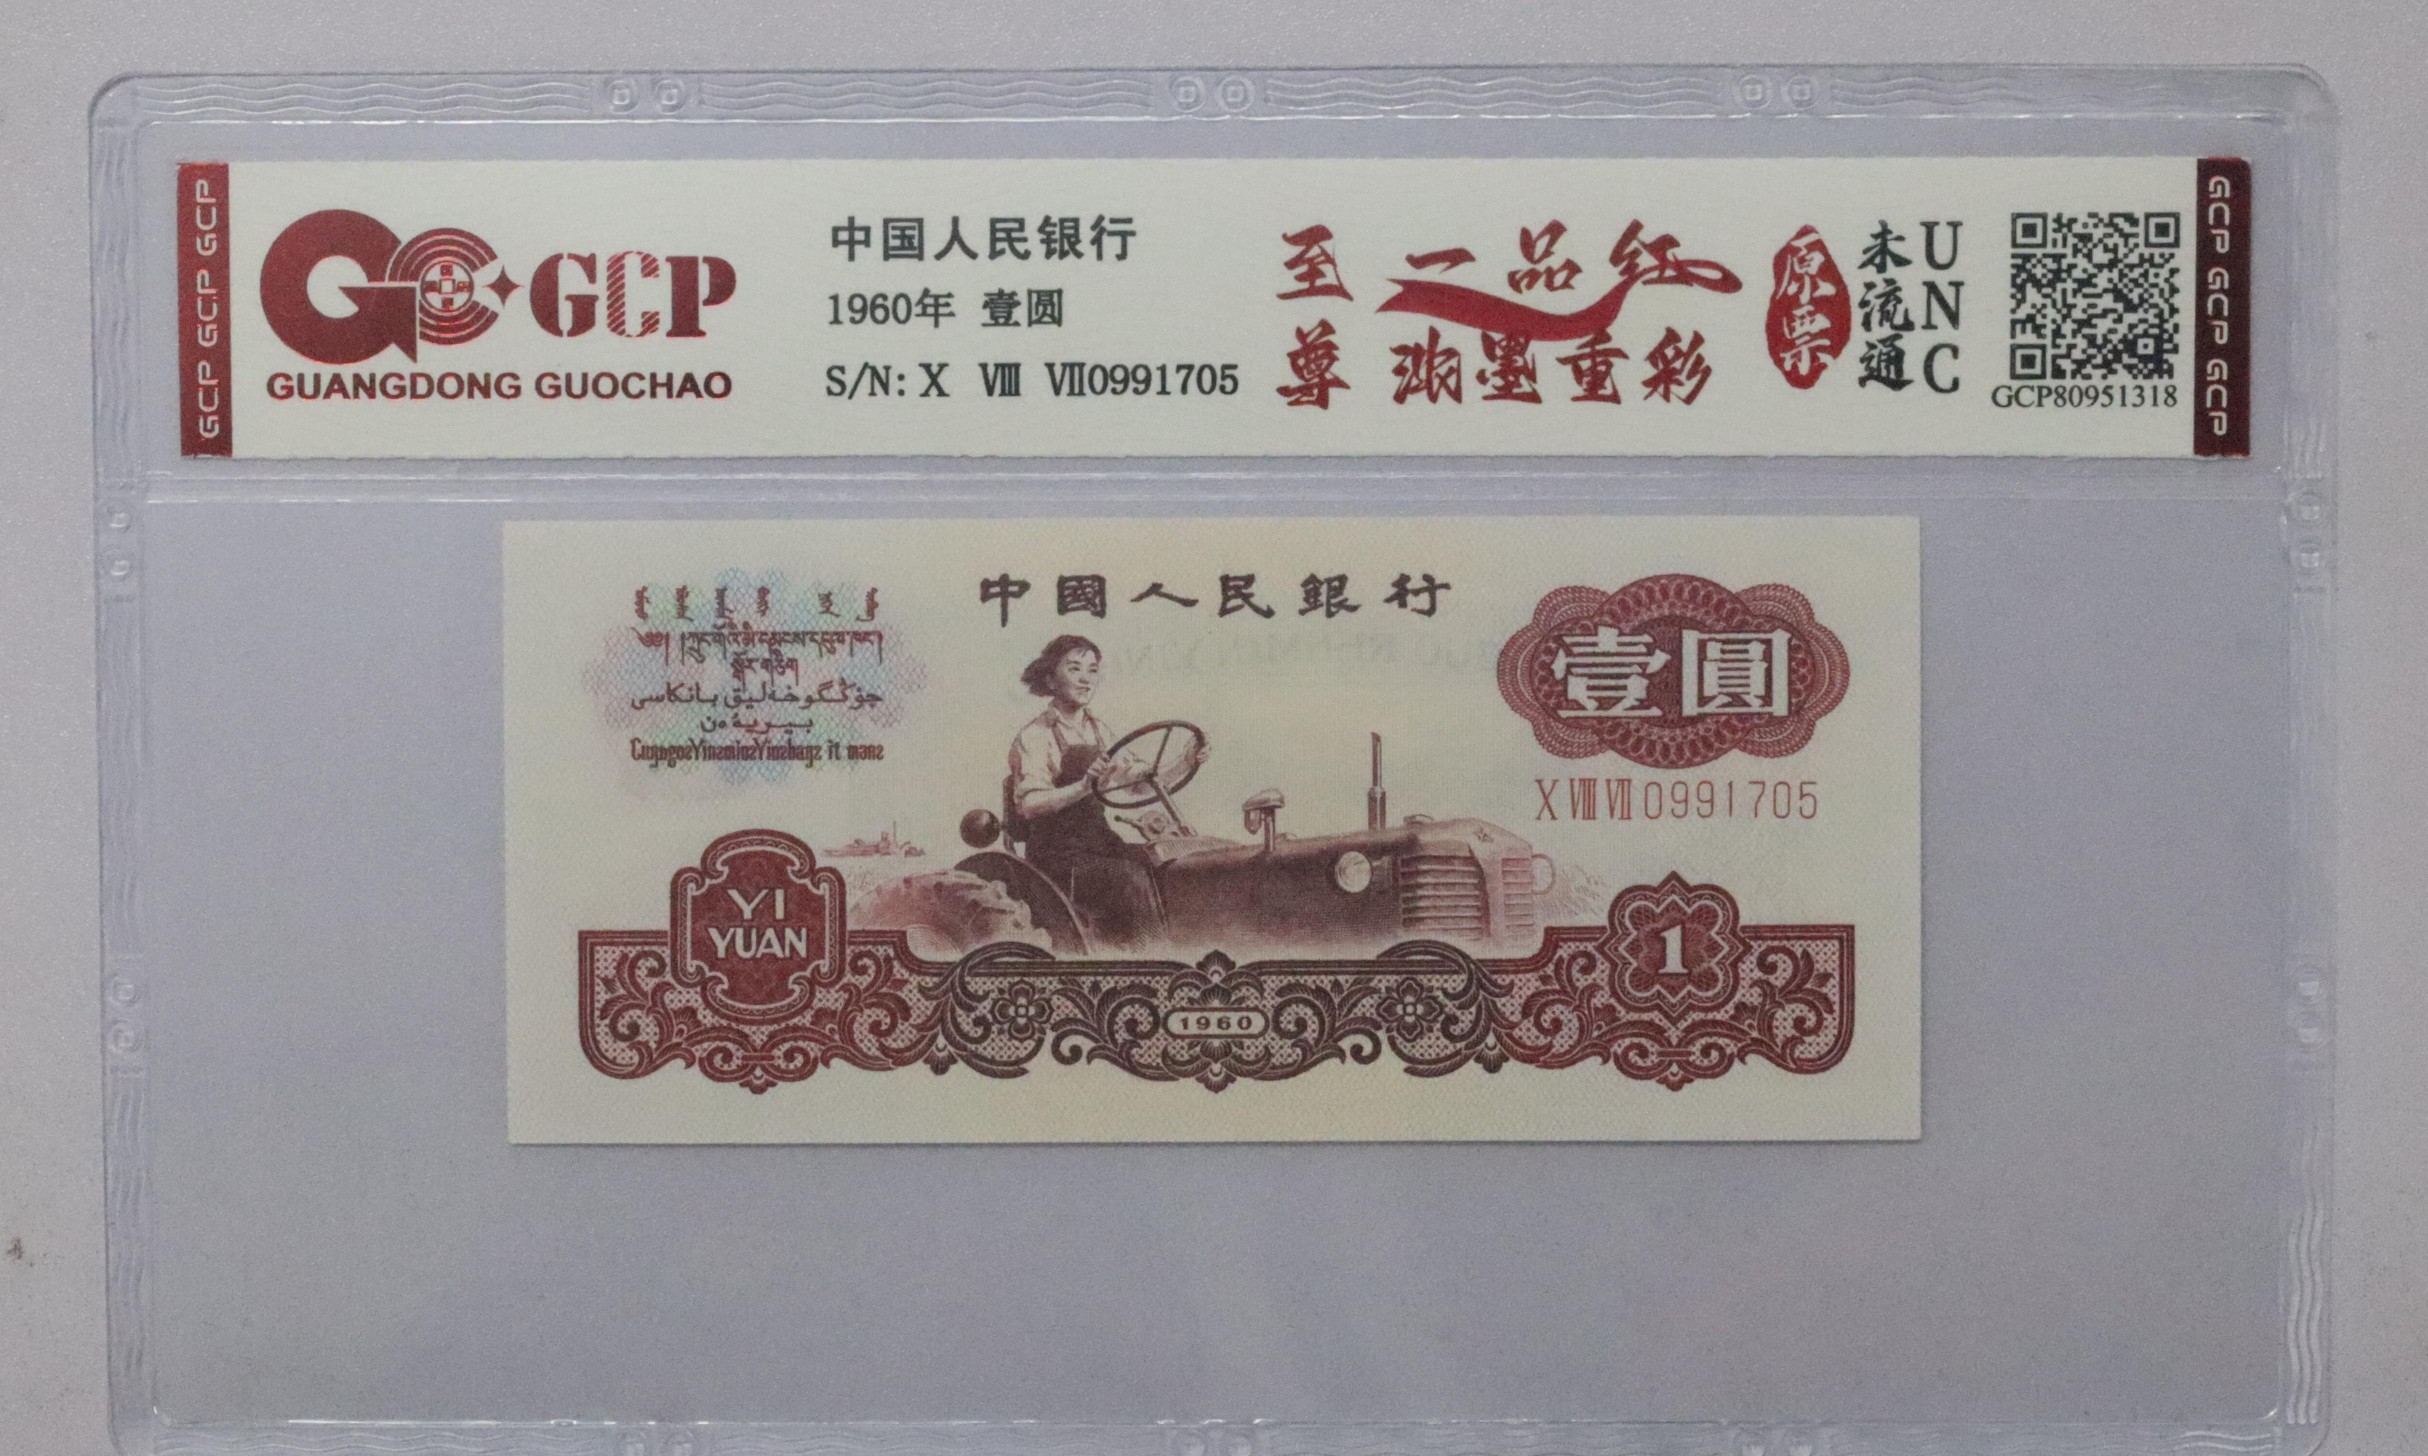 GCP GCP GCP
GCP
GUANGDONG GUOCHAO
中国人民银行
1960年 壹圆
S/N: X Ⅷ Ⅶ0991705
至尊
一品红
墨重彩
原票
未流通
UNC
GCP80951318
GCP GCP GCP
中國人民銀行
壹圓
XⅧⅦ0991705
YI
YUAN
1
1960